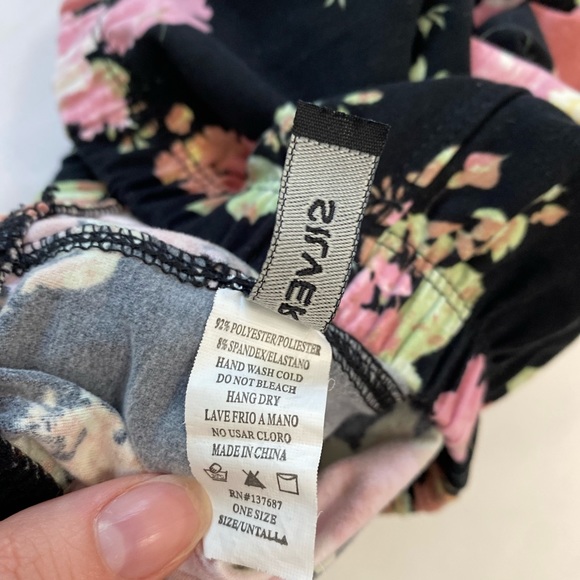 92% POLYESTER/POLIESTER
8% SPANDEX/ELASTANO
HAND WASH COLD
DO NOT BLEACH
HANG DRY
LAVE FRIO A MANO
NO USAR CLORO
MADE IN CHINA
RN#137687
ONE SIZE
SIZE/UNTALLA